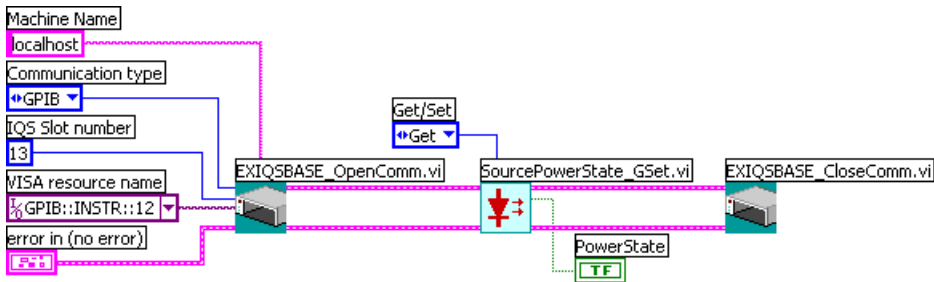 Machine Name
localhost
Communication type
GPIB
Get/Set
Get
IQS Slot number
13
EXIQSBASE_OpenComm.vi
SourcePowerState_GSet.vi
EXIQSBASE_CloseComm.vi
VISA resource name
I/O GPIB::INSTR::12
error in (no error)
PowerState
TF